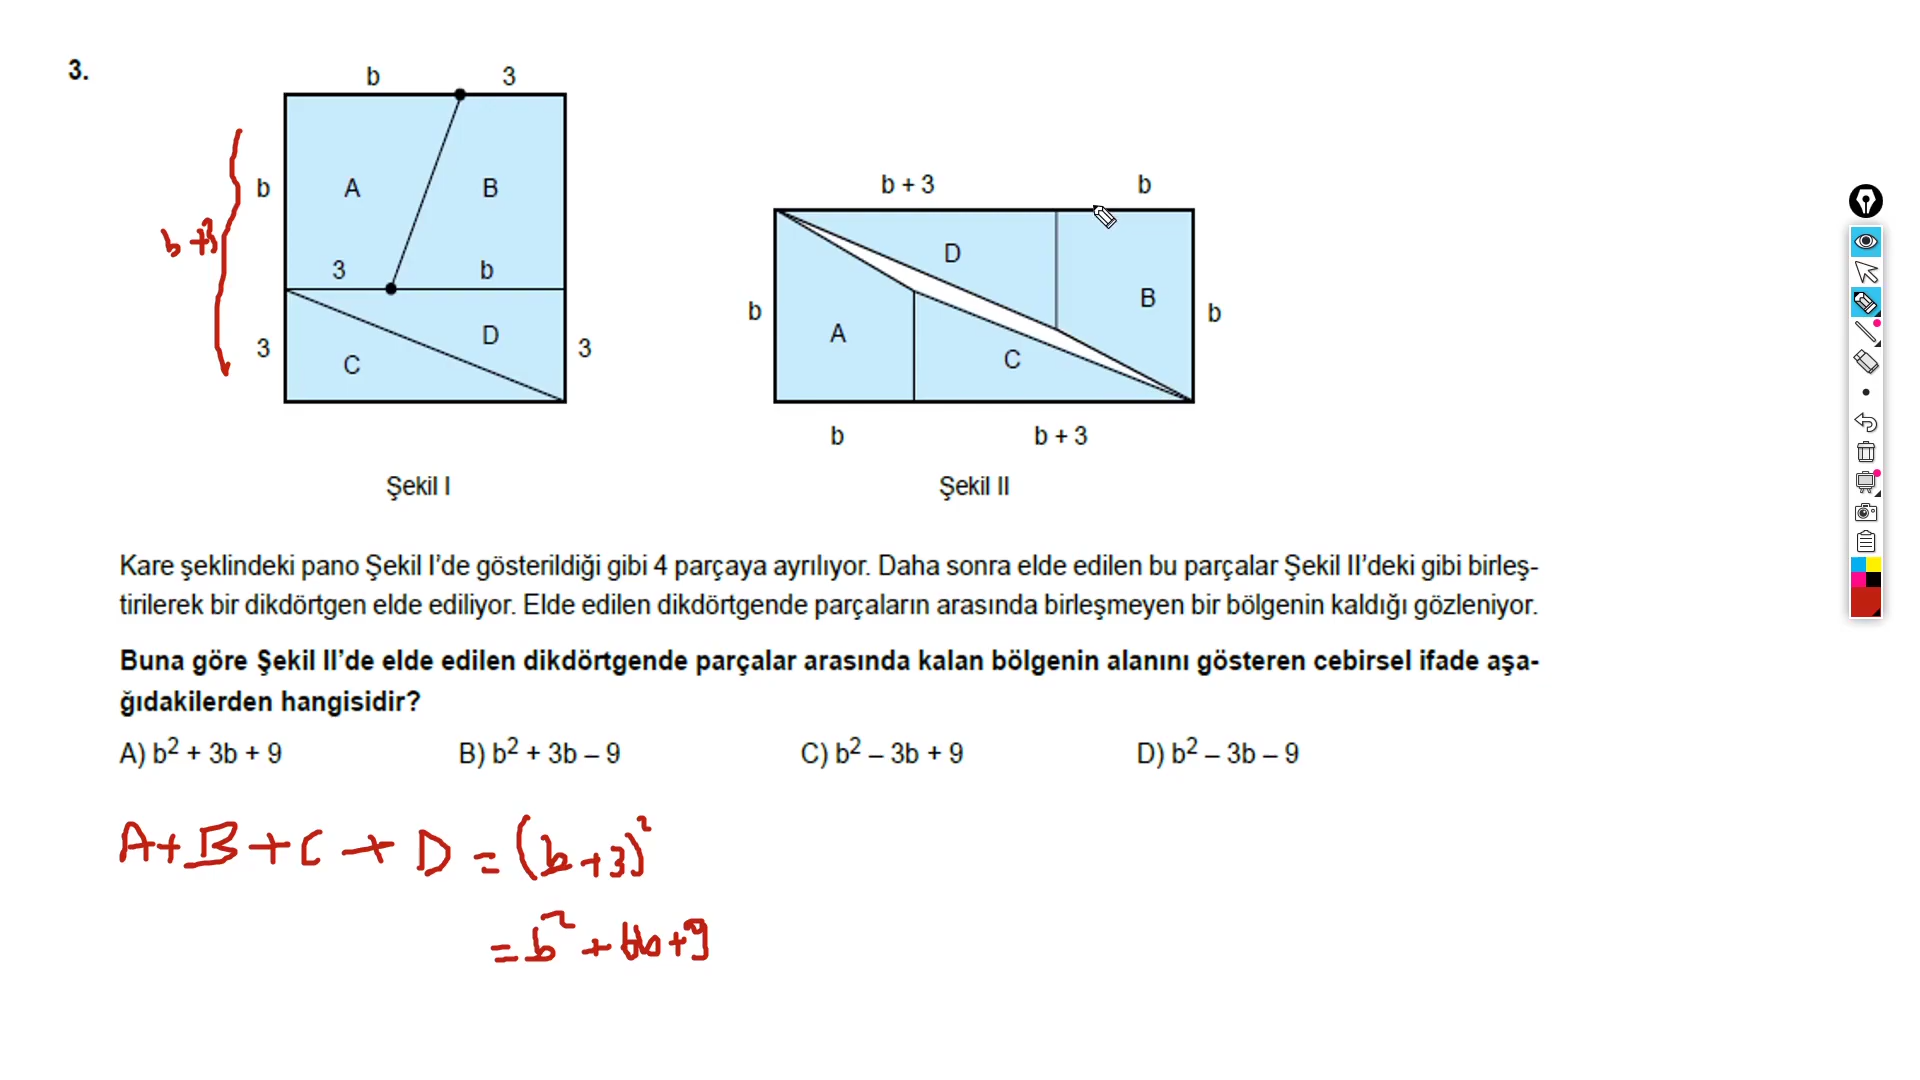 3.
b 3
b A B
b + 3
3 b
3 C D 3
Şekil I
b + 3 b
D
b A B b
C
b b + 3
Şekil II
Kare şeklindeki pano Şekil I’de gösterildiği gibi 4 parçaya ayrılıyor. Daha sonra elde edilen bu parçalar Şekil II’deki gibi birleş-
tirilerek bir dikdörtgen elde ediliyor. Elde edilen dikdörtgende parçaların arasında birleşmeyen bir bölgenin kaldığı gözleniyor.
Buna göre Şekil II’de elde edilen dikdörtgende parçalar arasında kalan bölgenin alanını gösteren cebirsel ifade aşa-
ğıdakilerden hangisidir?
A) b² + 3b + 9 B) b² + 3b – 9 C) b² – 3b + 9 D) b² – 3b – 9
A + B + C + D = (b + 3)²
= b² + 6b + 9